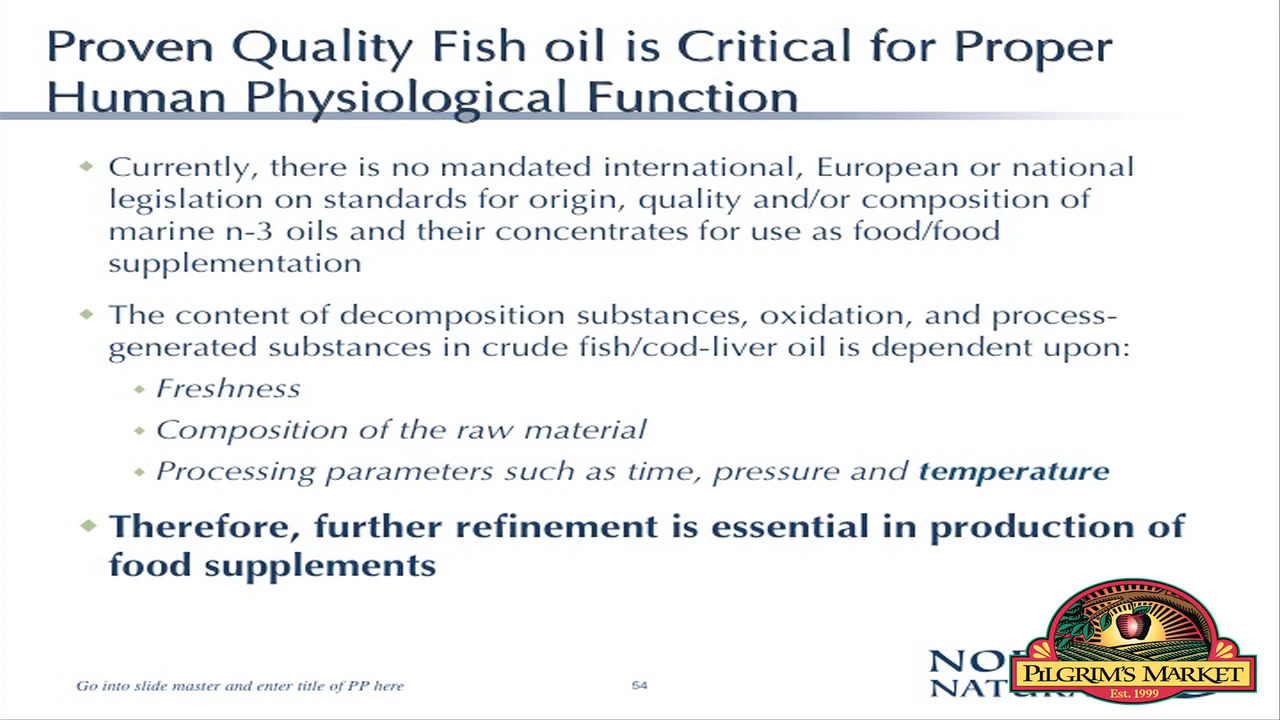 Proven Quality Fish oil is Critical for Proper
Human Physiological Function
Currently, there is no mandated international, European or national
legislation on standards for origin, quality and/or composition of
marine n-3 oils and their concentrates for use as food/food
supplementation
The content of decomposition substances, oxidation, and process-
generated substances in crude fish/cod-liver oil is dependent upon:
Freshness
Composition of the raw material
Processing parameters such as time, pressure and temperature
Therefore, further refinement is essential in production of
food supplements
Go into slide master and enter title of PP here
54
PILGRIM'S MARKET
Est. 1999